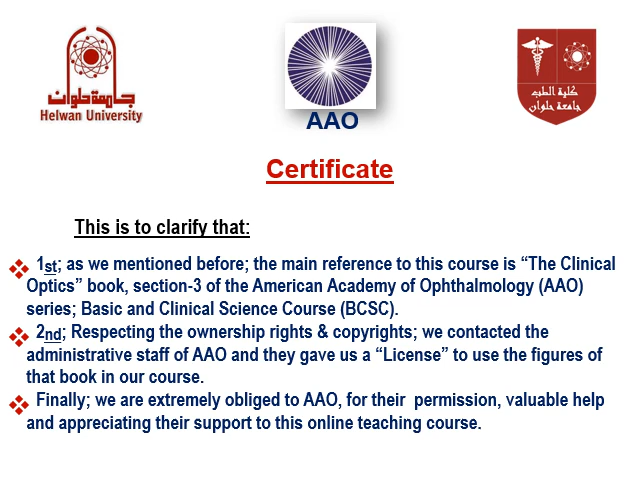 جامعة حلوان
Helwan University
AAO
كلية الطب
جامعة حلوان
Certificate
This is to clarify that:
❖ 1st; as we mentioned before; the main reference to this course is “The Clinical
Optics” book, section-3 of the American Academy of Ophthalmology (AAO)
series; Basic and Clinical Science Course (BCSC).
❖ 2nd; Respecting the ownership rights & copyrights; we contacted the
administrative staff of AAO and they gave us a “License” to use the figures of
that book in our course.
❖ Finally; we are extremely obliged to AAO, for their permission, valuable help
and appreciating their support to this online teaching course.